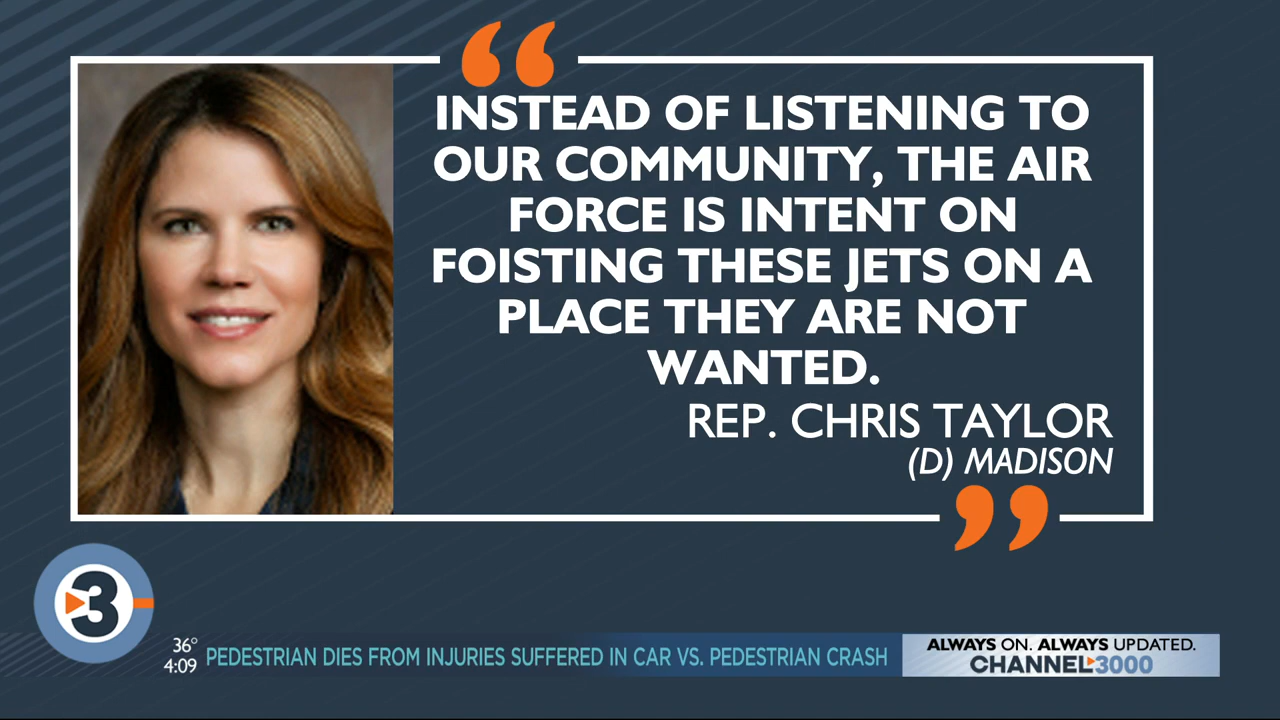 INSTEAD OF LISTENING TO
OUR COMMUNITY, THE AIR
FORCE IS INTENT ON
FOISTING THESE JETS ON A
PLACE THEY ARE NOT
WANTED.
REP. CHRIS TAYLOR
(D) MADISON
3
36°
4:09
PEDESTRIAN DIES FROM INJURIES SUFFERED IN CAR VS. PEDESTRIAN CRASH
ALWAYS ON. ALWAYS UPDATED.
CHANNEL3000